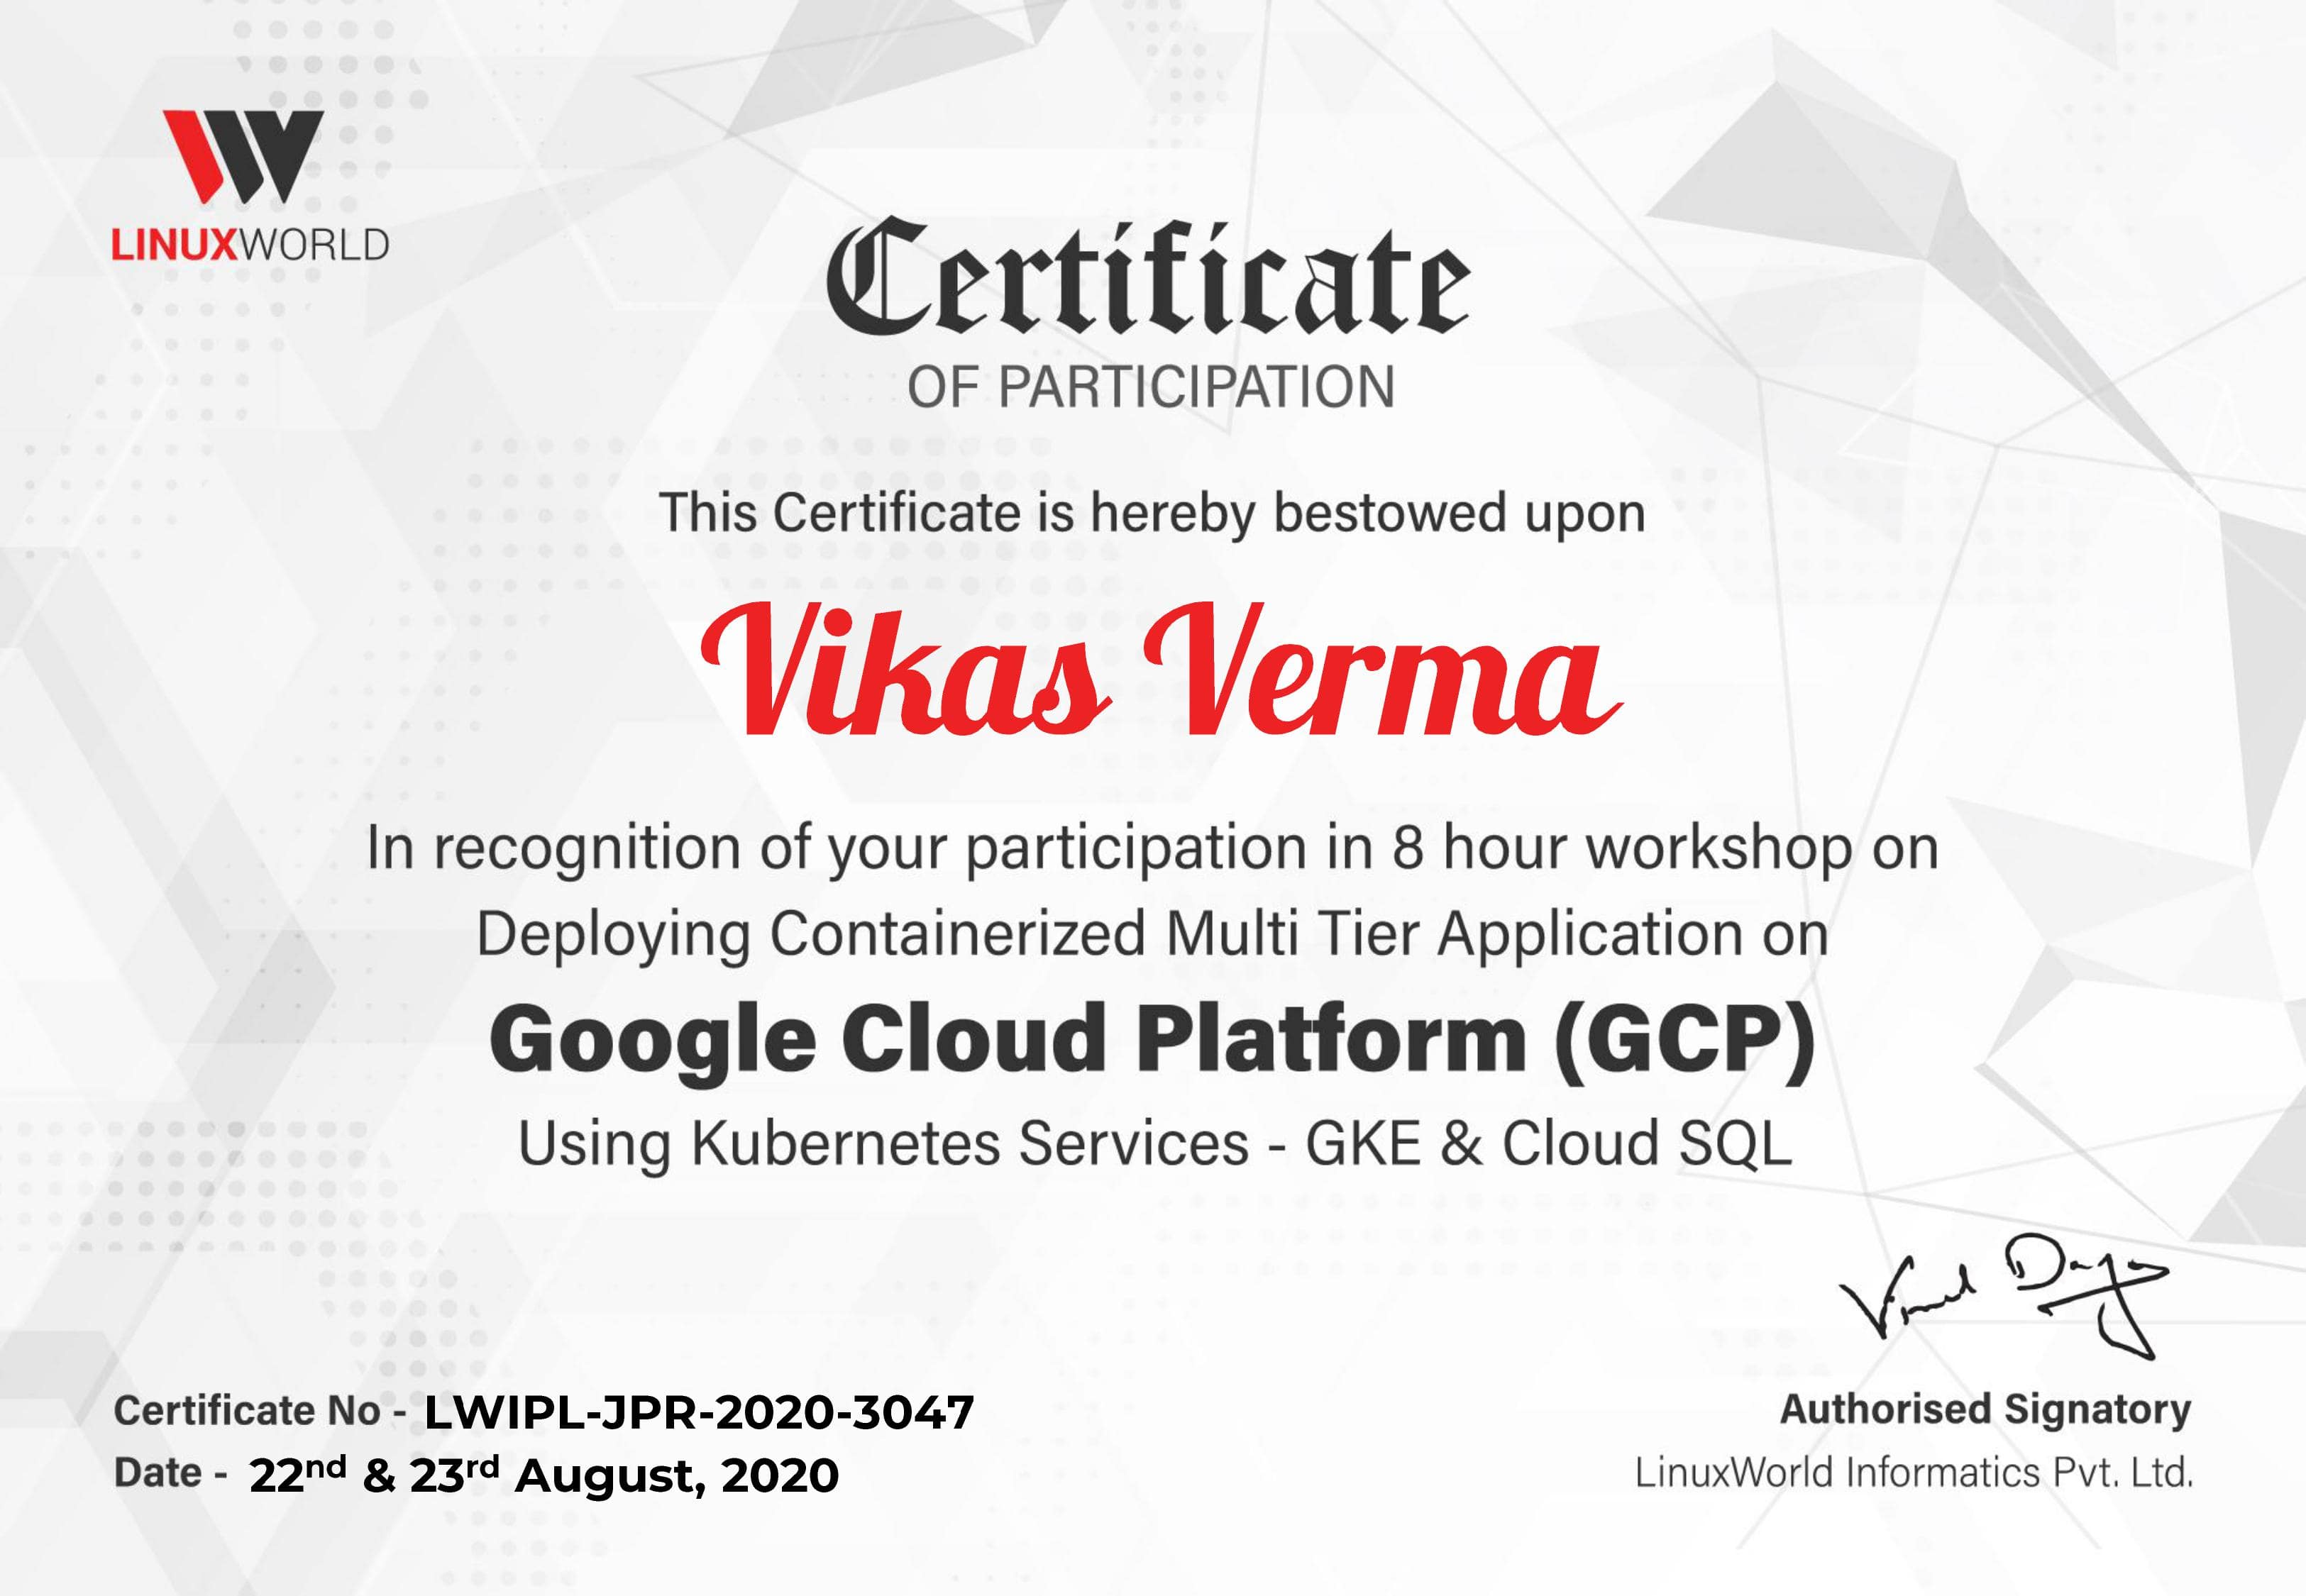 LINUXWORLD
Certificate
OF PARTICIPATION
This Certificate is hereby bestowed upon
Vikas Verma
In recognition of your participation in 8 hour workshop on
Deploying Containerized Multi Tier Application on
Google Cloud Platform (GCP)
Using Kubernetes Services - GKE & Cloud SQL
Certificate No - LWIPL-JPR-2020-3047
Date - 22nd & 23rd August, 2020
Authorised Signatory
LinuxWorld Informatics Pvt. Ltd.